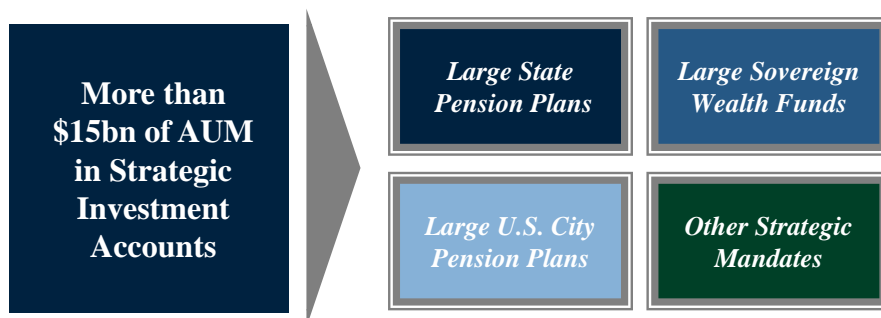 More than
$15bn of AUM
in Strategic
Investment
Accounts
Large State
Pension Plans
Large Sovereign
Wealth Funds
Large U.S. City
Pension Plans
Other Strategic
Mandates